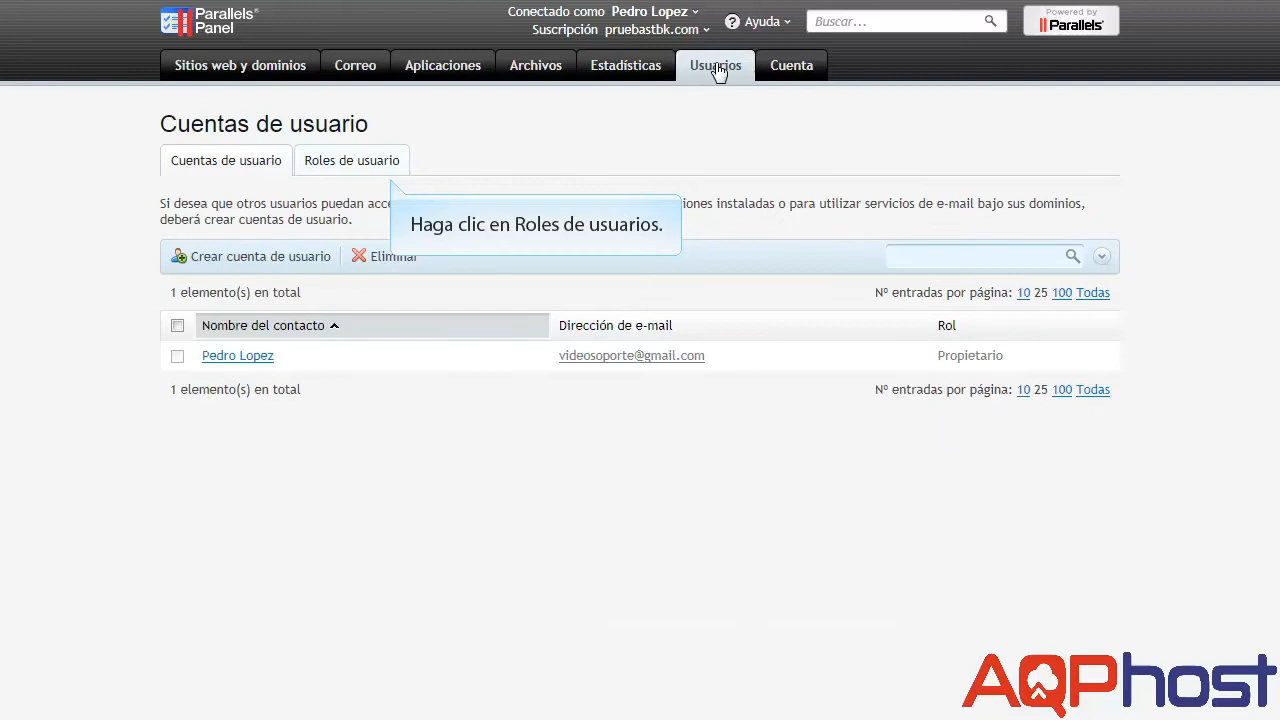 Parallels®
Panel
Conectado como Pedro Lopez
Suscripción pruebastbk.com
? Ayuda
Buscar...
Powered by
Parallels®
Sitios web y dominios
Correo
Aplicaciones
Archivos
Estadísticas
Usuarios
Cuenta
Cuentas de usuario
Cuentas de usuario
Roles de usuario
Si desea que otros usuarios puedan acce
iones instaladas o para utilizar servicios de e-mail bajo sus dominios,
deberá crear cuentas de usuario.
Haga clic en Roles de usuarios.
Crear cuenta de usuario
Eliminar
1 elemento(s) en total
Nº entradas por página: 10 25 100 Todas
Nombre del contacto
Dirección de e-mail
Rol
Pedro Lopez
videosoporte@gmail.com
Propietario
1 elemento(s) en total
Nº entradas por página: 10 25 100 Todas
AQPhost